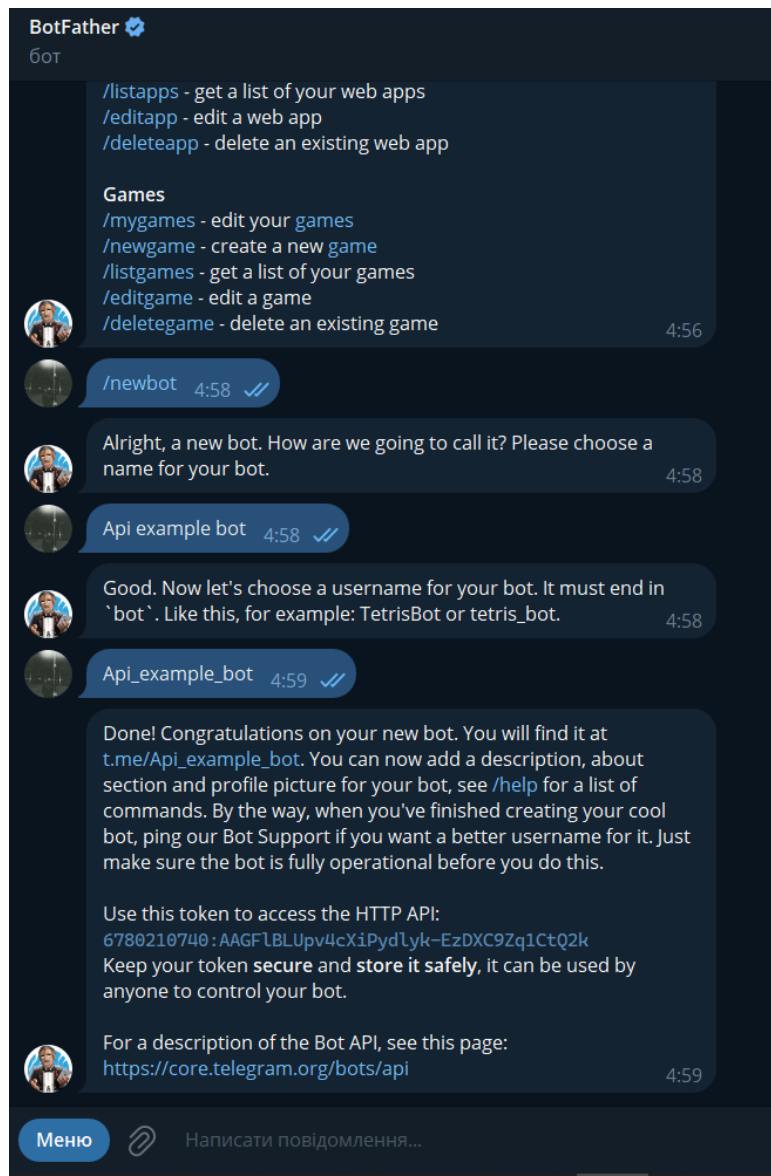 BotFather
бот
/listapps - get a list of your web apps
/editapp - edit a web app
/deleteapp - delete an existing web app
Games
/mygames - edit your games
/newgame - create a new game
/listgames - get a list of your games
/editgame - edit a game
/deletegame - delete an existing game
4:56
/newbot 4:58
Alright, a new bot. How are we going to call it? Please choose a
name for your bot.
4:58
Api example bot 4:58
Good. Now let's choose a username for your bot. It must end in
`bot`. Like this, for example: TetrisBot or tetris_bot.
4:58
Api_example_bot 4:59
Done! Congratulations on your new bot. You will find it at
t.me/Api_example_bot. You can now add a description, about
section and profile picture for your bot, see /help for a list of
commands. By the way, when you've finished creating your cool
bot, ping our Bot Support if you want a better username for it. Just
make sure the bot is fully operational before you do this.
Use this token to access the HTTP API:
6780210740:AAGFlBLUpv4cXiPydlyk-EzDXC9Zq1CtQ2k
Keep your token secure and store it safely, it can be used by
anyone to control your bot.
For a description of the Bot API, see this page:
https://core.telegram.org/bots/api
4:59
Меню
Написати повідомлення...